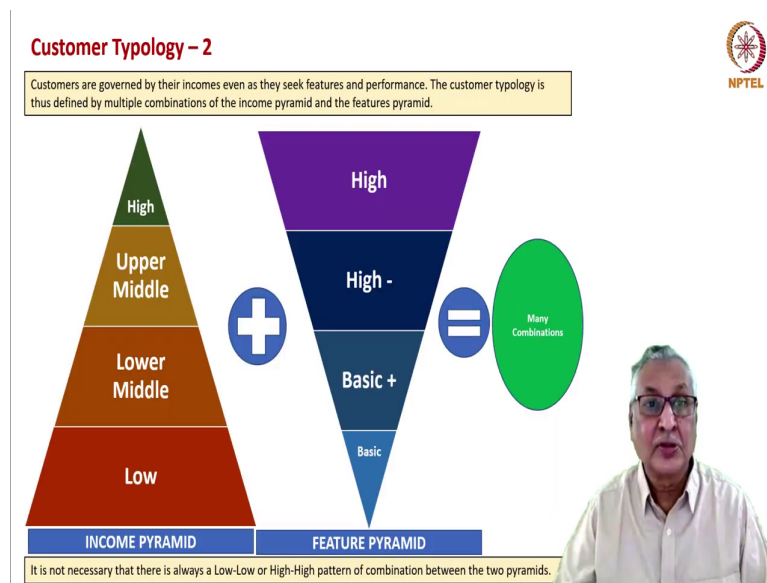 Customer Typology – 2
NPTEL
Customers are governed by their incomes even as they seek features and performance. The customer typology is
thus defined by multiple combinations of the income pyramid and the features pyramid.
High
Upper
Middle
Lower
Middle
Low
INCOME PYRAMID
High
High -
Basic +
Basic
FEATURE PYRAMID
Many
Combinations
It is not necessary that there is always a Low-Low or High-High pattern of combination between the two pyramids.